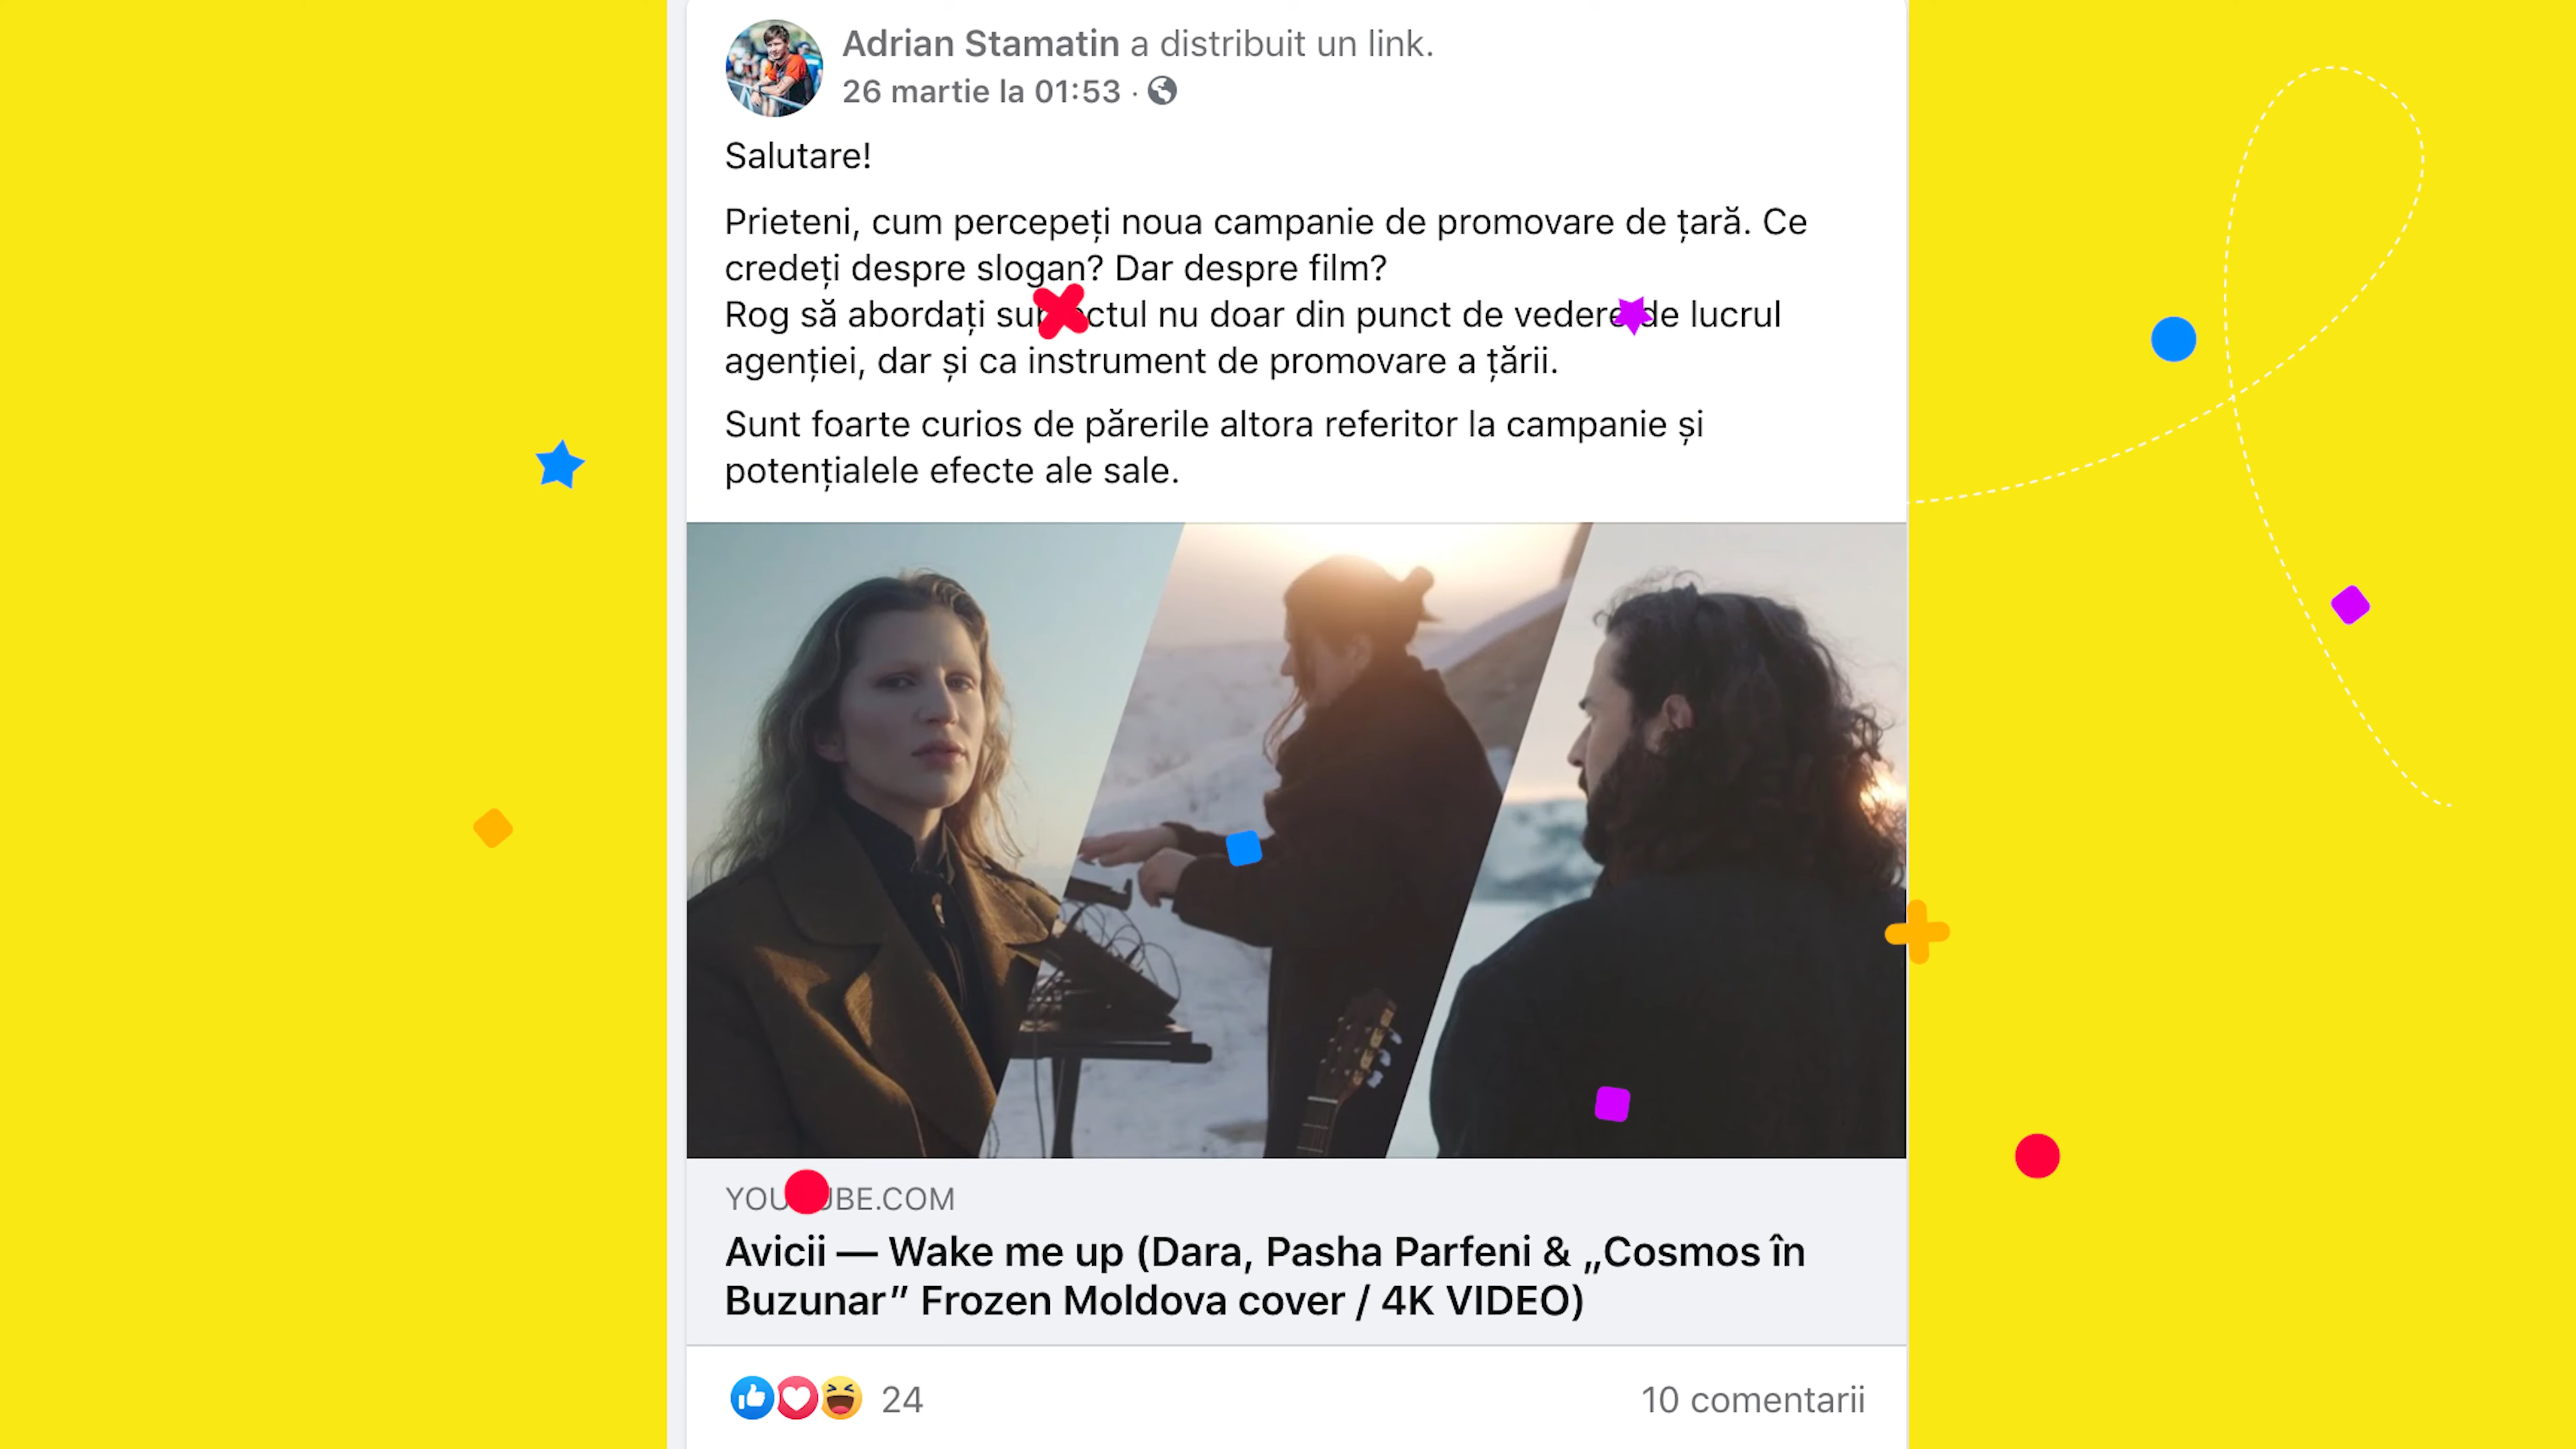 Adrian Stamatin a distribuit un link.
26 martie la 01:53 ·
Salutare!
Prieteni, cum percepeți noua campanie de promovare de țară. Ce
credeți despre slogan? Dar despre film?
Rog să abordați subiectul nu doar din punct de vedere de lucrul
agenției, dar și ca instrument de promovare a țării.
Sunt foarte curios de părerile altora referitor la campanie și
potențialele efecte ale sale.
YOUTUBE.COM
Avicii — Wake me up (Dara, Pasha Parfeni & „Cosmos în
Buzunar” Frozen Moldova cover / 4K VIDEO)
24
10 comentarii